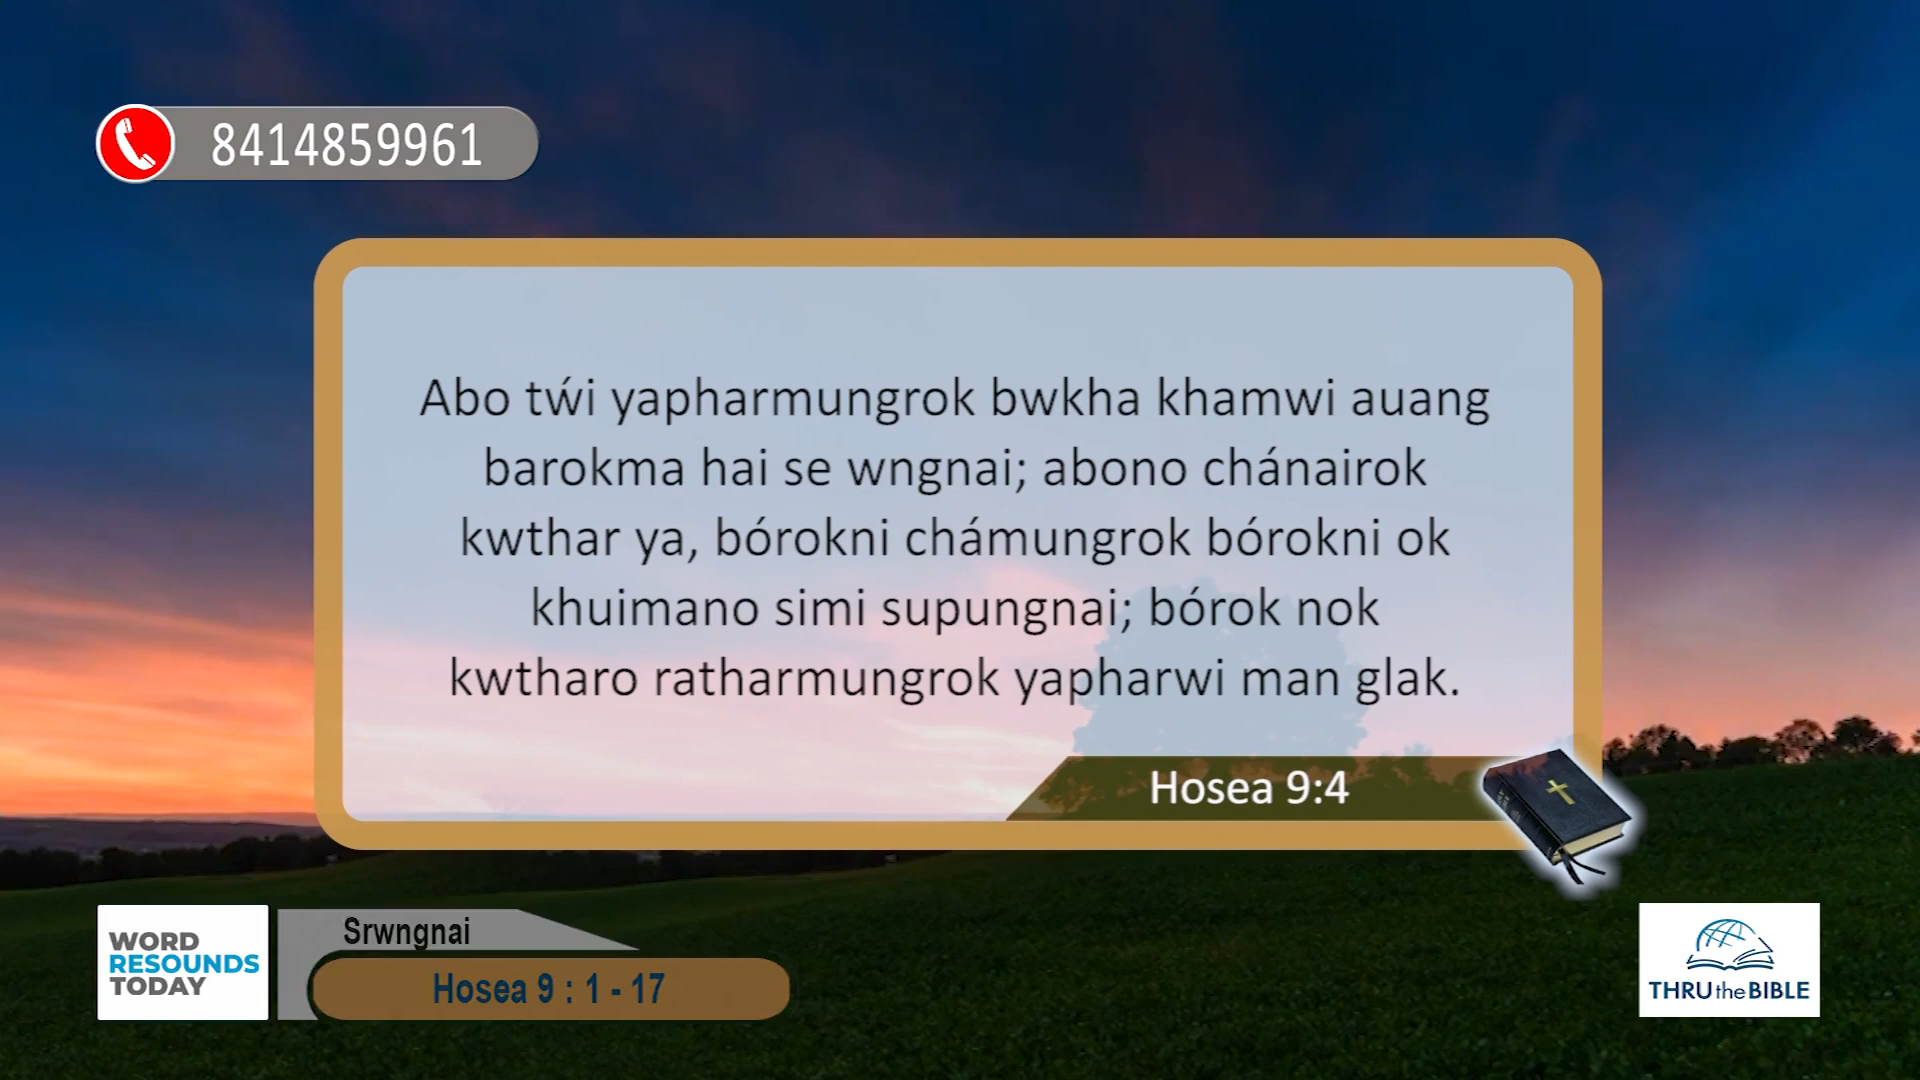 8414859961
Abo tẃi yapharmungrok bwkha khamwi auang
barokma hai se wngnai; abono chánairok
kwthar ya, bórokni chámungrok bórokni ok
khuimano simi supungnai; bórok nok
kwtharo ratharmungrok yapharwi man glak.
Hosea 9:4
WORD
RESOUNDS
TODAY
Srwngnai
Hosea 9 : 1 - 17
THRU the BIBLE